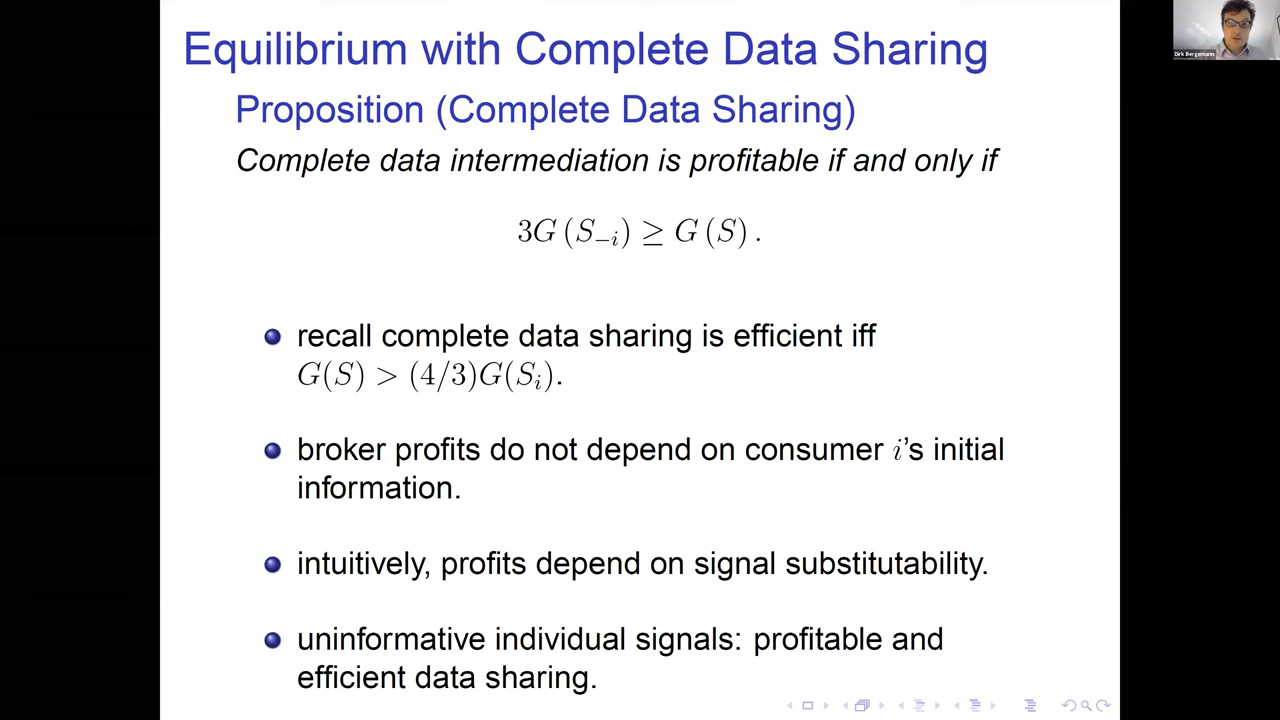 Equilibrium with Complete Data Sharing
Proposition (Complete Data Sharing)
Complete data intermediation is profitable if and only if
3G (S₋ᵢ) ≥ G (S) .
recall complete data sharing is efficient iff
G(S) > (4/3)G(Sᵢ).
broker profits do not depend on consumer i’s initial
information.
intuitively, profits depend on signal substitutability.
uninformative individual signals: profitable and
efficient data sharing.
Dirk Bergemann